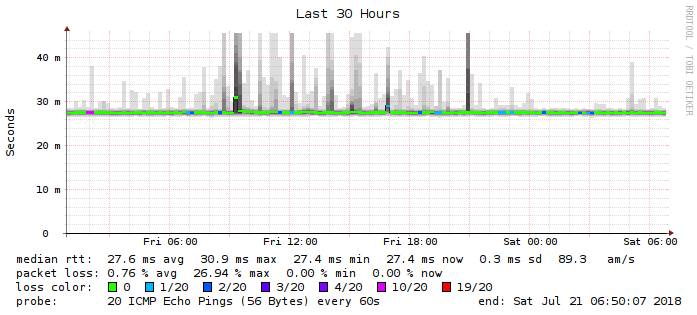 Last 30 Hours
RRDTOOL / TOBI OETIKER
Seconds
40 m
30 m
20 m
10 m
0
Fri 06:00 Fri 12:00 Fri 18:00 Sat 00:00 Sat 06:00
median rtt: 27.6 ms avg 30.9 ms max 27.4 ms min 27.4 ms now 0.3 ms sd 89.3 am/s
packet loss: 0.76 % avg 26.94 % max 0.00 % min 0.00 % now
loss color: 0 1/20 2/20 3/20 4/20 10/20 19/20
probe: 20 ICMP Echo Pings (56 Bytes) every 60s end: Sat Jul 21 06:50:07 2018